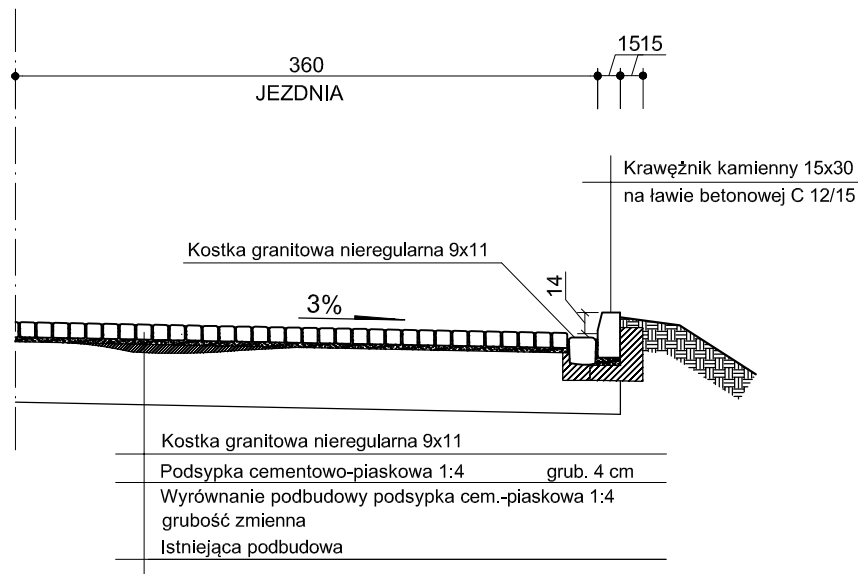 1515
360
JEZDNIA
Krawężnik kamienny 15x30
na ławie betonowej C 12/15
Kostka granitowa nieregularna 9x11
14
3%
Kostka granitowa nieregularna 9x11
Podsypka cementowo-piaskowa 1:4 grub. 4 cm
Wyrównanie podbudowy podsypka cem.-piaskowa 1:4
grubość zmienna
Istniejąca podbudowa